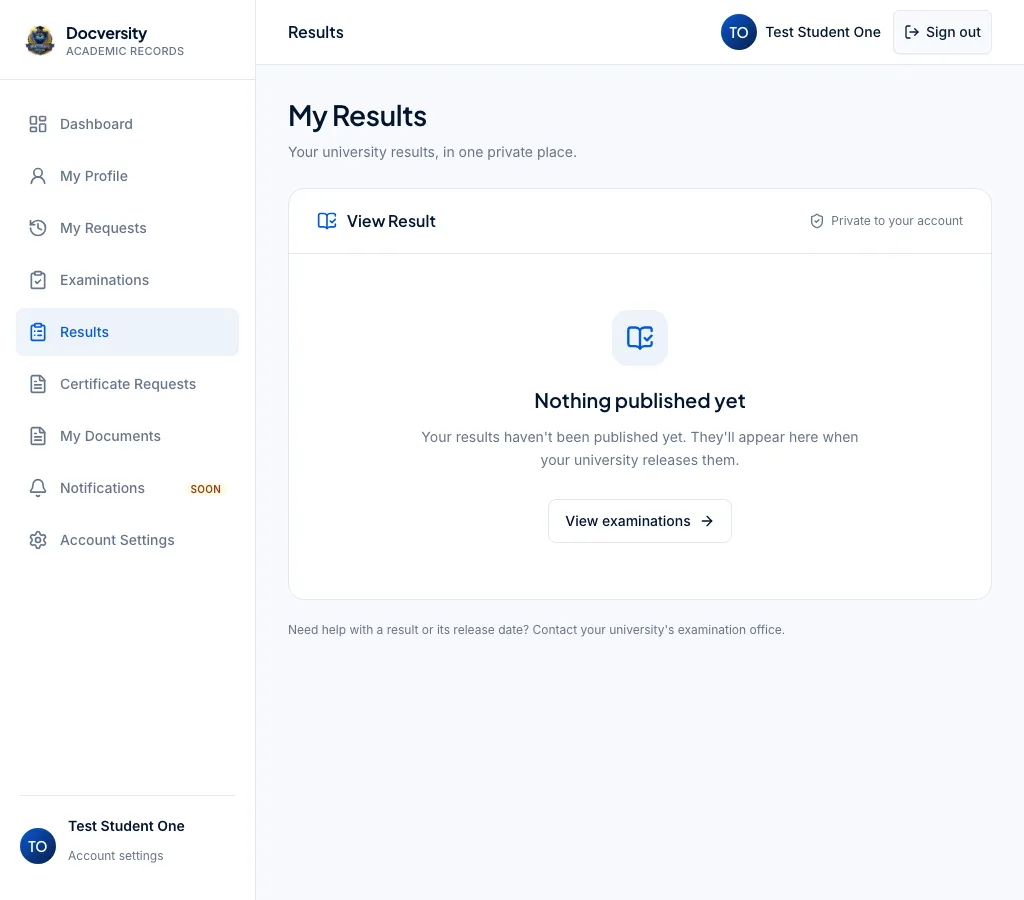 Docversity
ACADEMIC RECORDS
Dashboard
My Profile
My Requests
Examinations
Results
Certificate Requests
My Documents
Notifications SOON
Account Settings
TO
Test Student One
Account settings
Results
TO Test Student One Sign out
My Results
Your university results, in one private place.
View Result
Private to your account
Nothing published yet
Your results haven't been published yet. They'll appear here when
your university releases them.
View examinations →
Need help with a result or its release date? Contact your university's examination office.